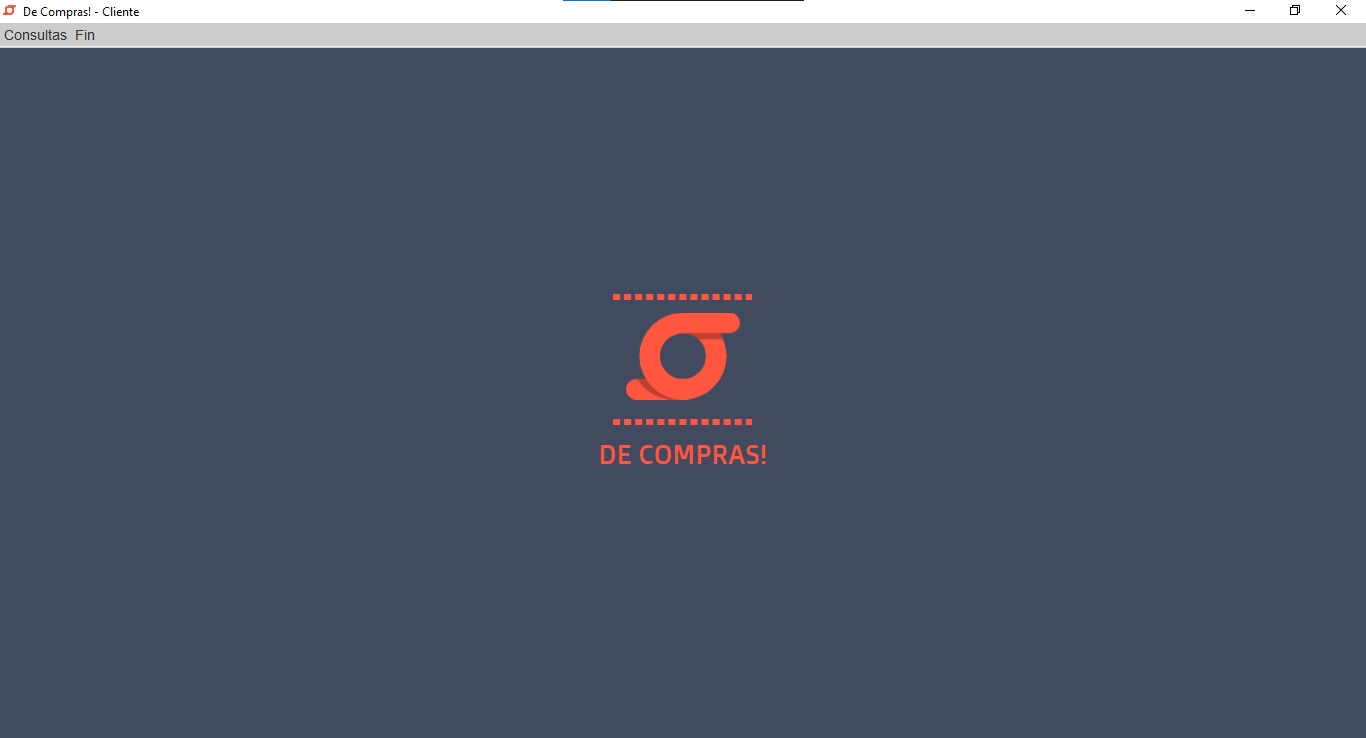 De Compras! - Cliente
Consultas Fin
DE COMPRAS!